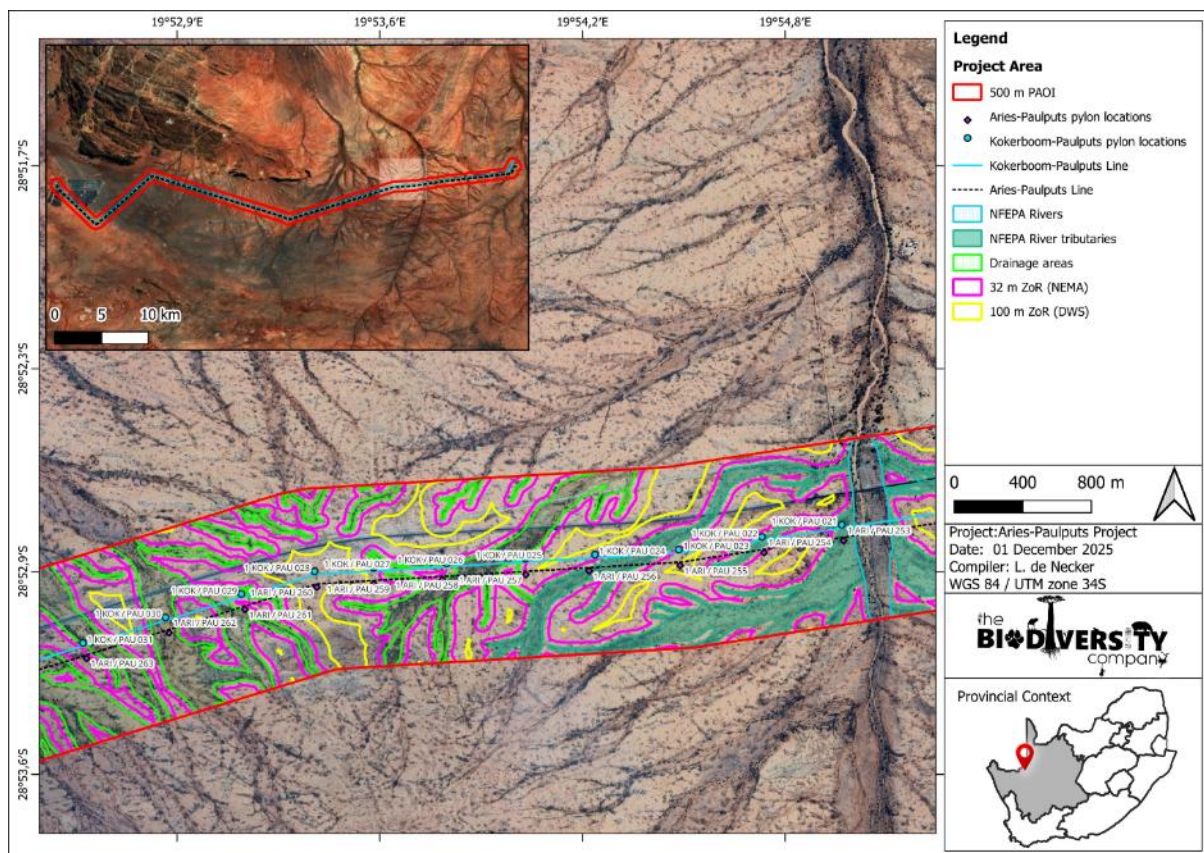 19°52,9'E
19°53,6'E
19°54,2'E
19°54,8'E
28°51,7'S
28°52,3'S
28°52,9'S
28°53,6'S
0 5 10 km
1 KOK / PAU 021
1 ARI / PAU 253
1 KOK / PAU 022
1 ARI / PAU 254
1 KOK / PAU 023
1 ARI / PAU 255
1 KOK / PAU 024
1 ARI / PAU 256
1 KOK / PAU 025
1 ARI / PAU 257
1 KOK / PAU 026
1 ARI / PAU 258
1 KOK / PAU 027
1 ARI / PAU 259
1 KOK / PAU 028
1 ARI / PAU 260
1 KOK / PAU 029
1 ARI / PAU 261
1 KOK / PAU 030
1 ARI / PAU 262
1 KOK / PAU 031
1 ARI / PAU 263
Legend
Project Area
500 m PAOI
Aries-Paulputs pylon locations
Kokerboom-Paulputs pylon locations
Kokerboom-Paulputs Line
Aries-Paulputs Line
NFEPA Rivers
NFEPA River tributaries
Drainage areas
32 m ZoR (NEMA)
100 m ZoR (DWS)
0 400 800 m
Project:Aries-Paulputs Project
Date: 01 December 2025
Compiler: L. de Necker
WGS 84 / UTM zone 34S
the
BIODIVERSITY
company
Provincial Context